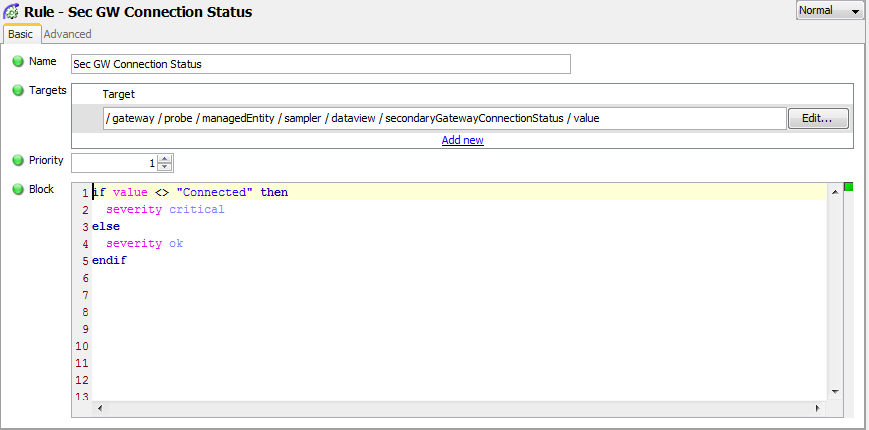 Rule - Sec GW Connection Status
Normal
Basic Advanced
Name Sec GW Connection Status
Targets Target
/ gateway / probe / managedEntity / sampler / dataview / secondaryGatewayConnectionStatus / value Edit...
Add new
Priority 1
Block 1 if value <> "Connected" then
2 severity critical
3 else
4 severity ok
5 endif
6
7
8
9
10
11
12
13